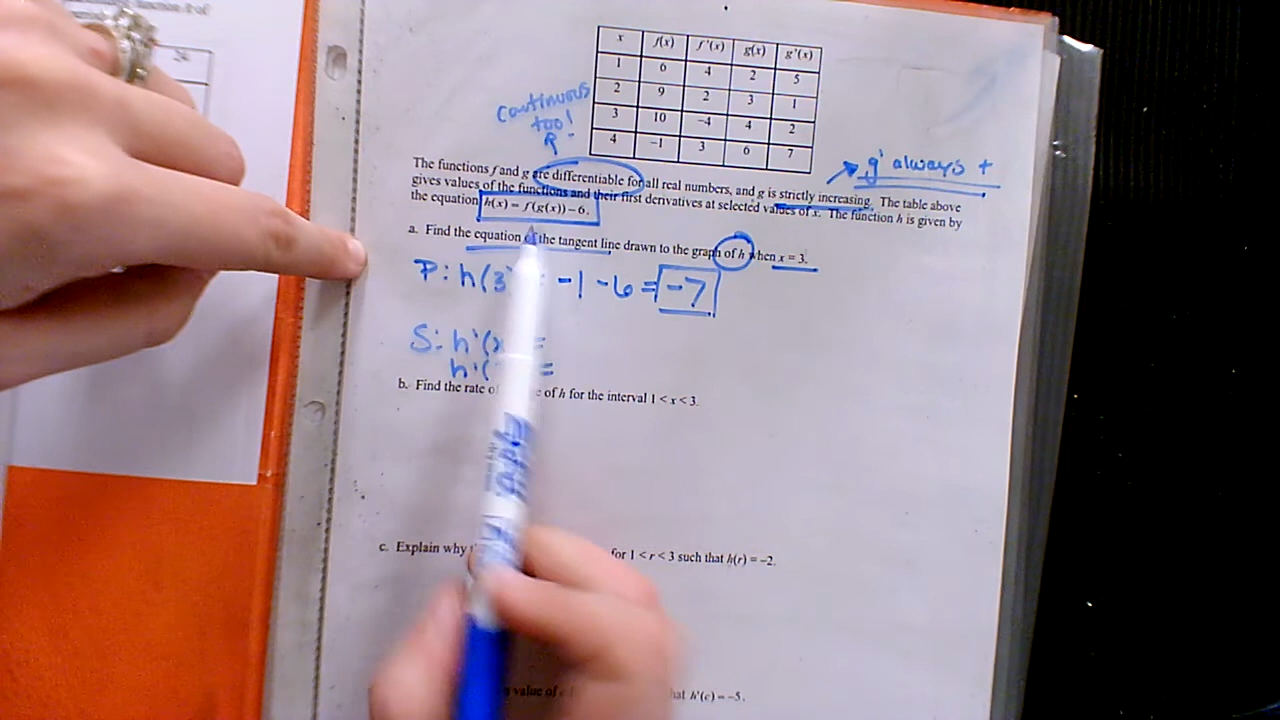 nction R of
x f(x) f '(x) g(x) g '(x)
1 6 4 2 5
2 9 2 3 1
3 10 −4 4 2
4 −1 3 6 7
continuous
too!
g' always +
The functions f and g are differentiable for all real numbers, and g is strictly increasing. The table above
gives values of the functions and their first derivatives at selected values of x. The function h is given by
the equation h(x) = f(g(x)) − 6.
a. Find the equation of the tangent line drawn to the graph of h when x = 3.
P: h(3 -1 - 6 = -7
S: h'(x =
h'( =
b. Find the rate of h for the interval 1 < x < 3.
c. Explain why for 1 < r < 3 such that h(r) = −2.
a value of hat h'(c) = −5.